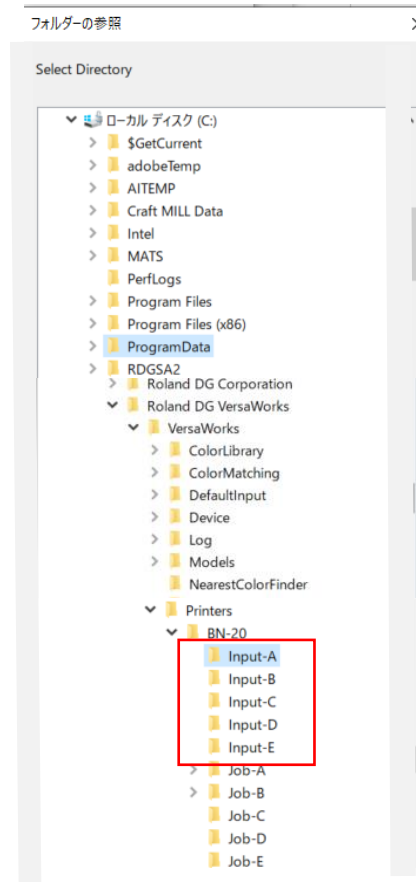 フォルダーの参照
Select Directory
ローカル ディスク (C:)
$GetCurrent
adobeTemp
AITEMP
Craft MILL Data
Intel
MATS
PerfLogs
Program Files
Program Files (x86)
ProgramData
RDGSA2
Roland DG Corporation
Roland DG VersaWorks
VersaWorks
ColorLibrary
ColorMatching
DefaultInput
Device
Log
Models
NearestColorFinder
Printers
BN-20
Input-A
Input-B
Input-C
Input-D
Input-E
Job-A
Job-B
Job-C
Job-D
Job-E